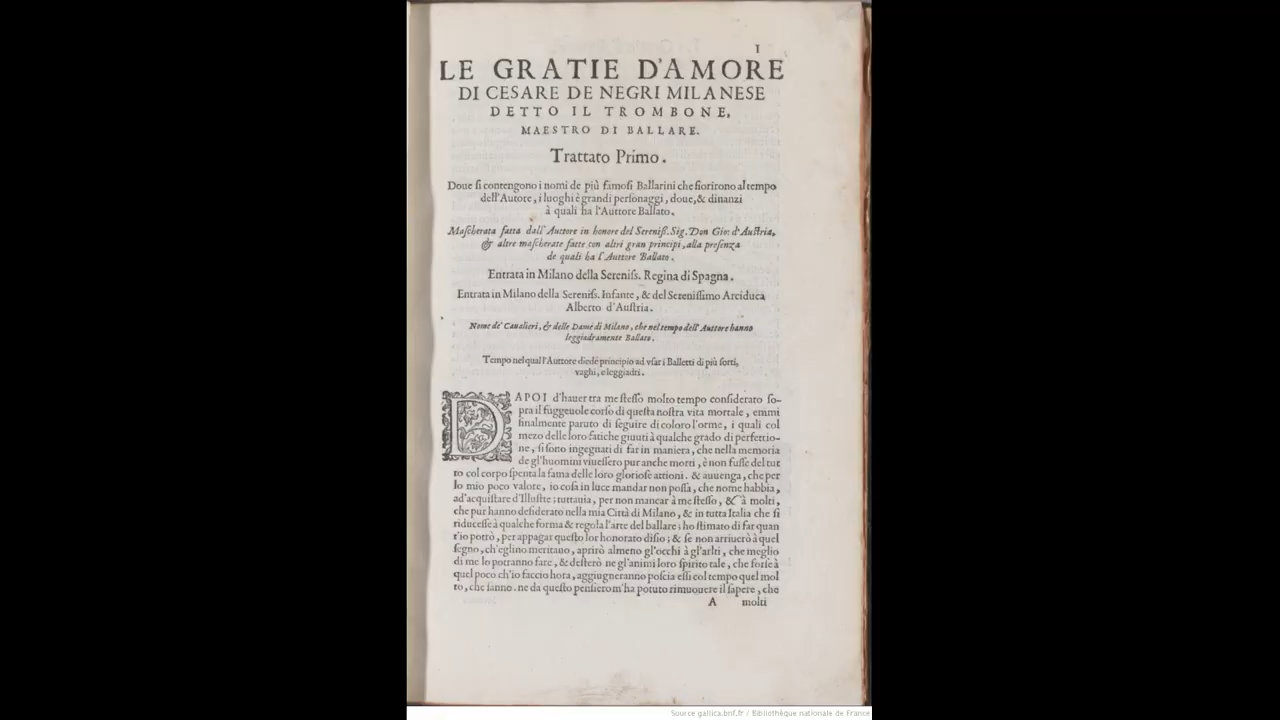 1
LE GRATIE D'AMORE
DI CESARE DE NEGRI MILANESE
DETTO IL TROMBONE,
MAESTRO DI BALLARE.
Trattato Primo.
Doue ſi contengono i nomi de più famoſi Ballarini che fiorirono al tempo
dell'Autore, i luoghi è grandi perſonaggi, doue, & dinanzi
à quali ha l'Auttore Ballato.
Maſcherata fatta dall'Auttore in honore del Sereniſſ. Sig. Don Gio: d'Auſtria,
& altre maſcherate fatte con altri gran principi, alla preſenza
de quali ha l'Auttore Ballato.
Entrata in Milano della Sereniſs. Regina di Spagna.
Entrata in Milano della Sereniſs. Infante, & del Sereniſſimo Arciduca
Alberto d'Auſtria.
Nome de' Caualieri, & delle Dame di Milano, che nel tempo dell'Auttore hanno
leggiadramente Ballato.
Tempo nel qual l'Auttore diede principio ad vſar i Balletti di più ſorti,
vaghi, e leggiadri.
DAPOI d'hauer tra me ſteſſo molto tempo conſiderato ſo-
pra il fuggeuole corſo di queſta noſtra vita mortale, emmi
finalmente paruto di ſeguire di coloro l'orme, i quali col
mezo delle loro fatiche giunti à qualche grado di perfettio-
ne, ſi ſono ingegnati di far in maniera, che nella memoria
de gl'huomini viueſſero pur anche morti, è non fuſſe del tut
to col corpo ſpenta la fama delle loro glorioſe attioni. & auuenga, che per
lo mio poco valore, io coſa in luce mandar non poſſa, che nome habbia,
ad'acquiſtare d'Illuſtre; tuttauia, per non mancar à me ſteſſo, & à molti,
che pur hanno deſiderato nella mia Città di Milano, & in tutta Italia che ſi
riduceſſe à qualche forma & regola l'arte del ballare; ho ſtimato di far quan
t'io potrò, per appagar queſto lor honorato diſio; & ſe non arriuerò à quel
ſegno, ch'eglino meritano, aprirò almeno gl'occhi à gl'arlti, che meglio
di me lo potranno fare, & deſterò ne gl'animi loro ſpirito tale, che forſe à
quel poco ch'io faccio hora, aggiugneranno poſcia eſſi col tempo quel mol
to, che ſanno. ne da queſto penſiero m'ha potuto rimuouere il ſapere, che
A molti
Source gallica.bnf.fr / Bibliothèque nationale de France